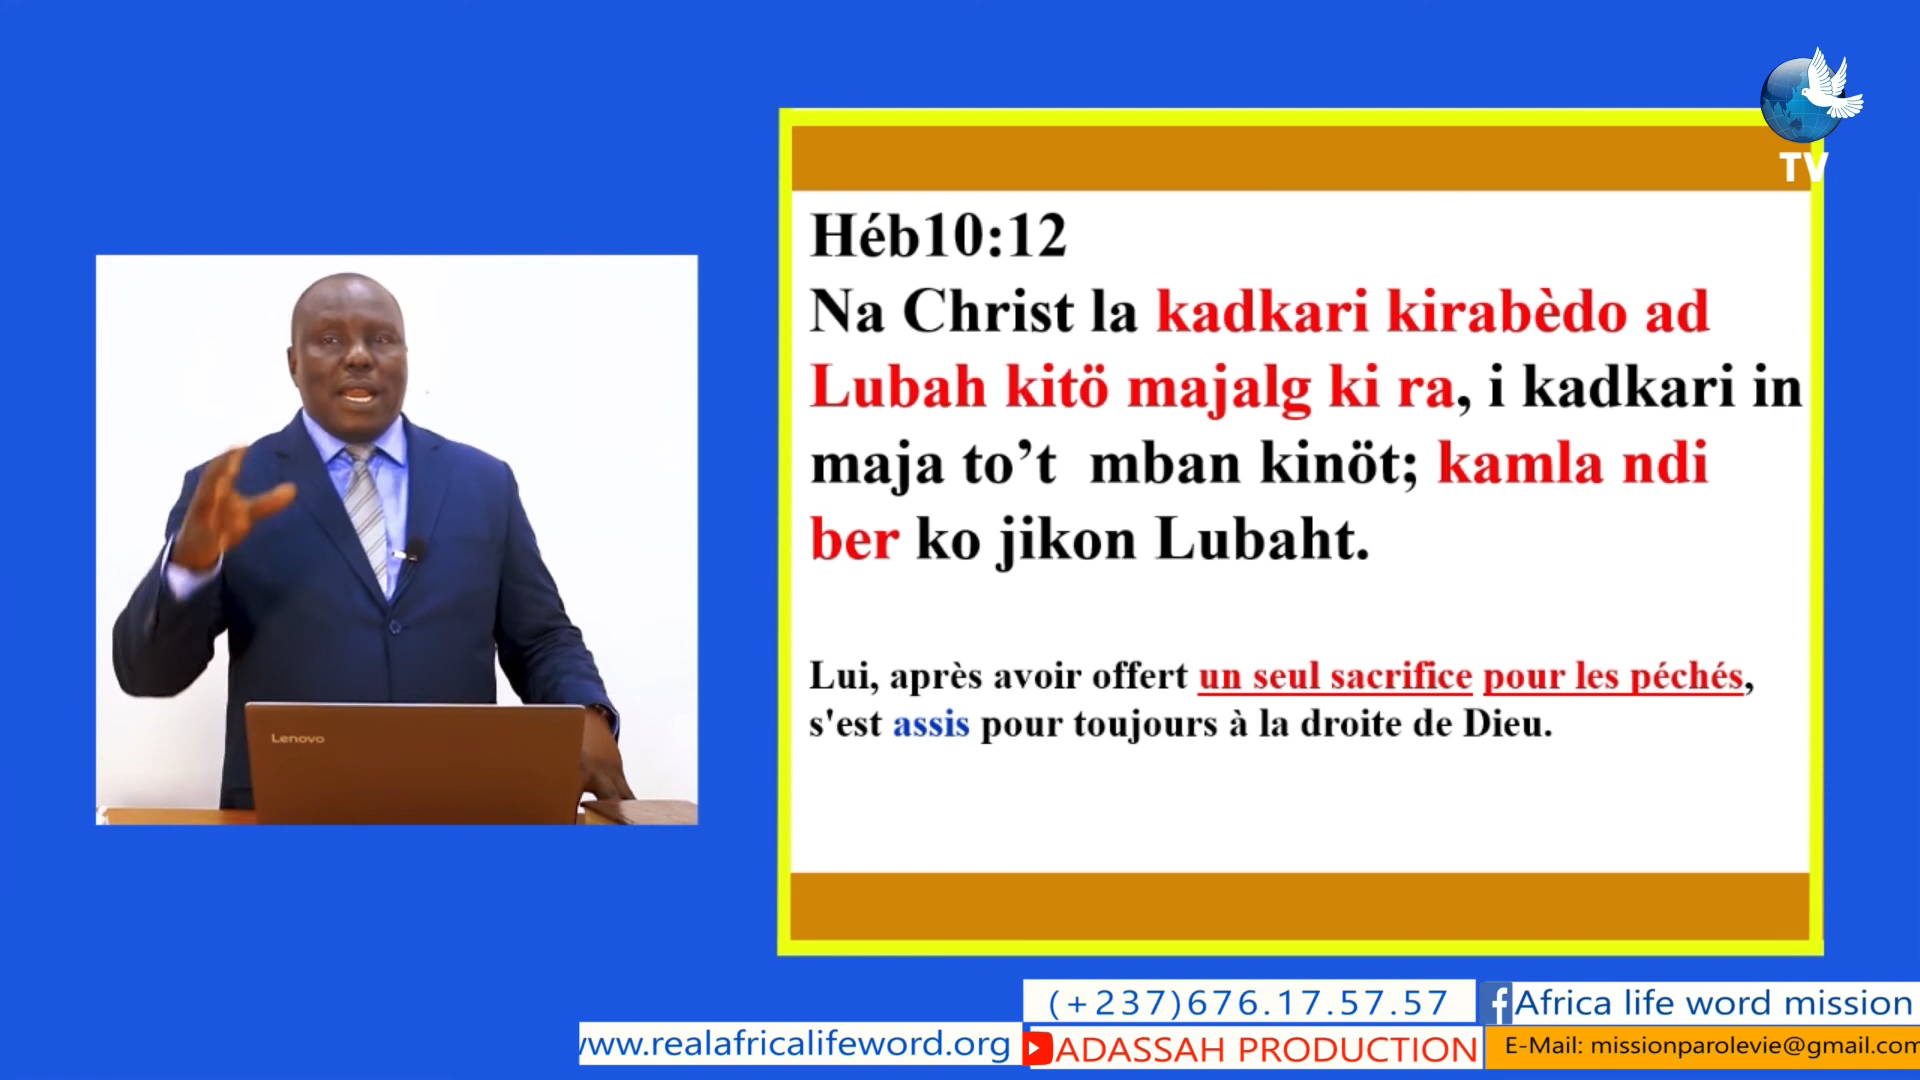 TV
Héb10:12
Na Christ la kadkari kirabèdo ad
Lubah kitö majalg ki ra, i kadkari in
maja to’t mban kinöt; kamla ndi
ber ko jikon Lubaht.
Lui, après avoir offert un seul sacrifice pour les péchés,
s'est assis pour toujours à la droite de Dieu.
Lenovo
(+237)676.17.57.57
Africa life word mission
www.realafricalifeword.org
ADASSAH PRODUCTION
E-Mail: missionparolevie@gmail.com